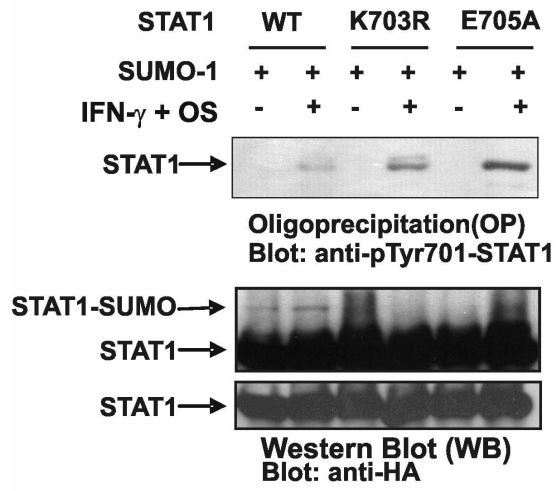 STAT1 WT K703R E705A
SUMO-1 + + + + + +
IFN-γ + OS - + - + - +
STAT1
Oligoprecipitation(OP)
Blot: anti-pTyr701-STAT1
STAT1-SUMO
STAT1
STAT1
Western Blot (WB)
Blot: anti-HA